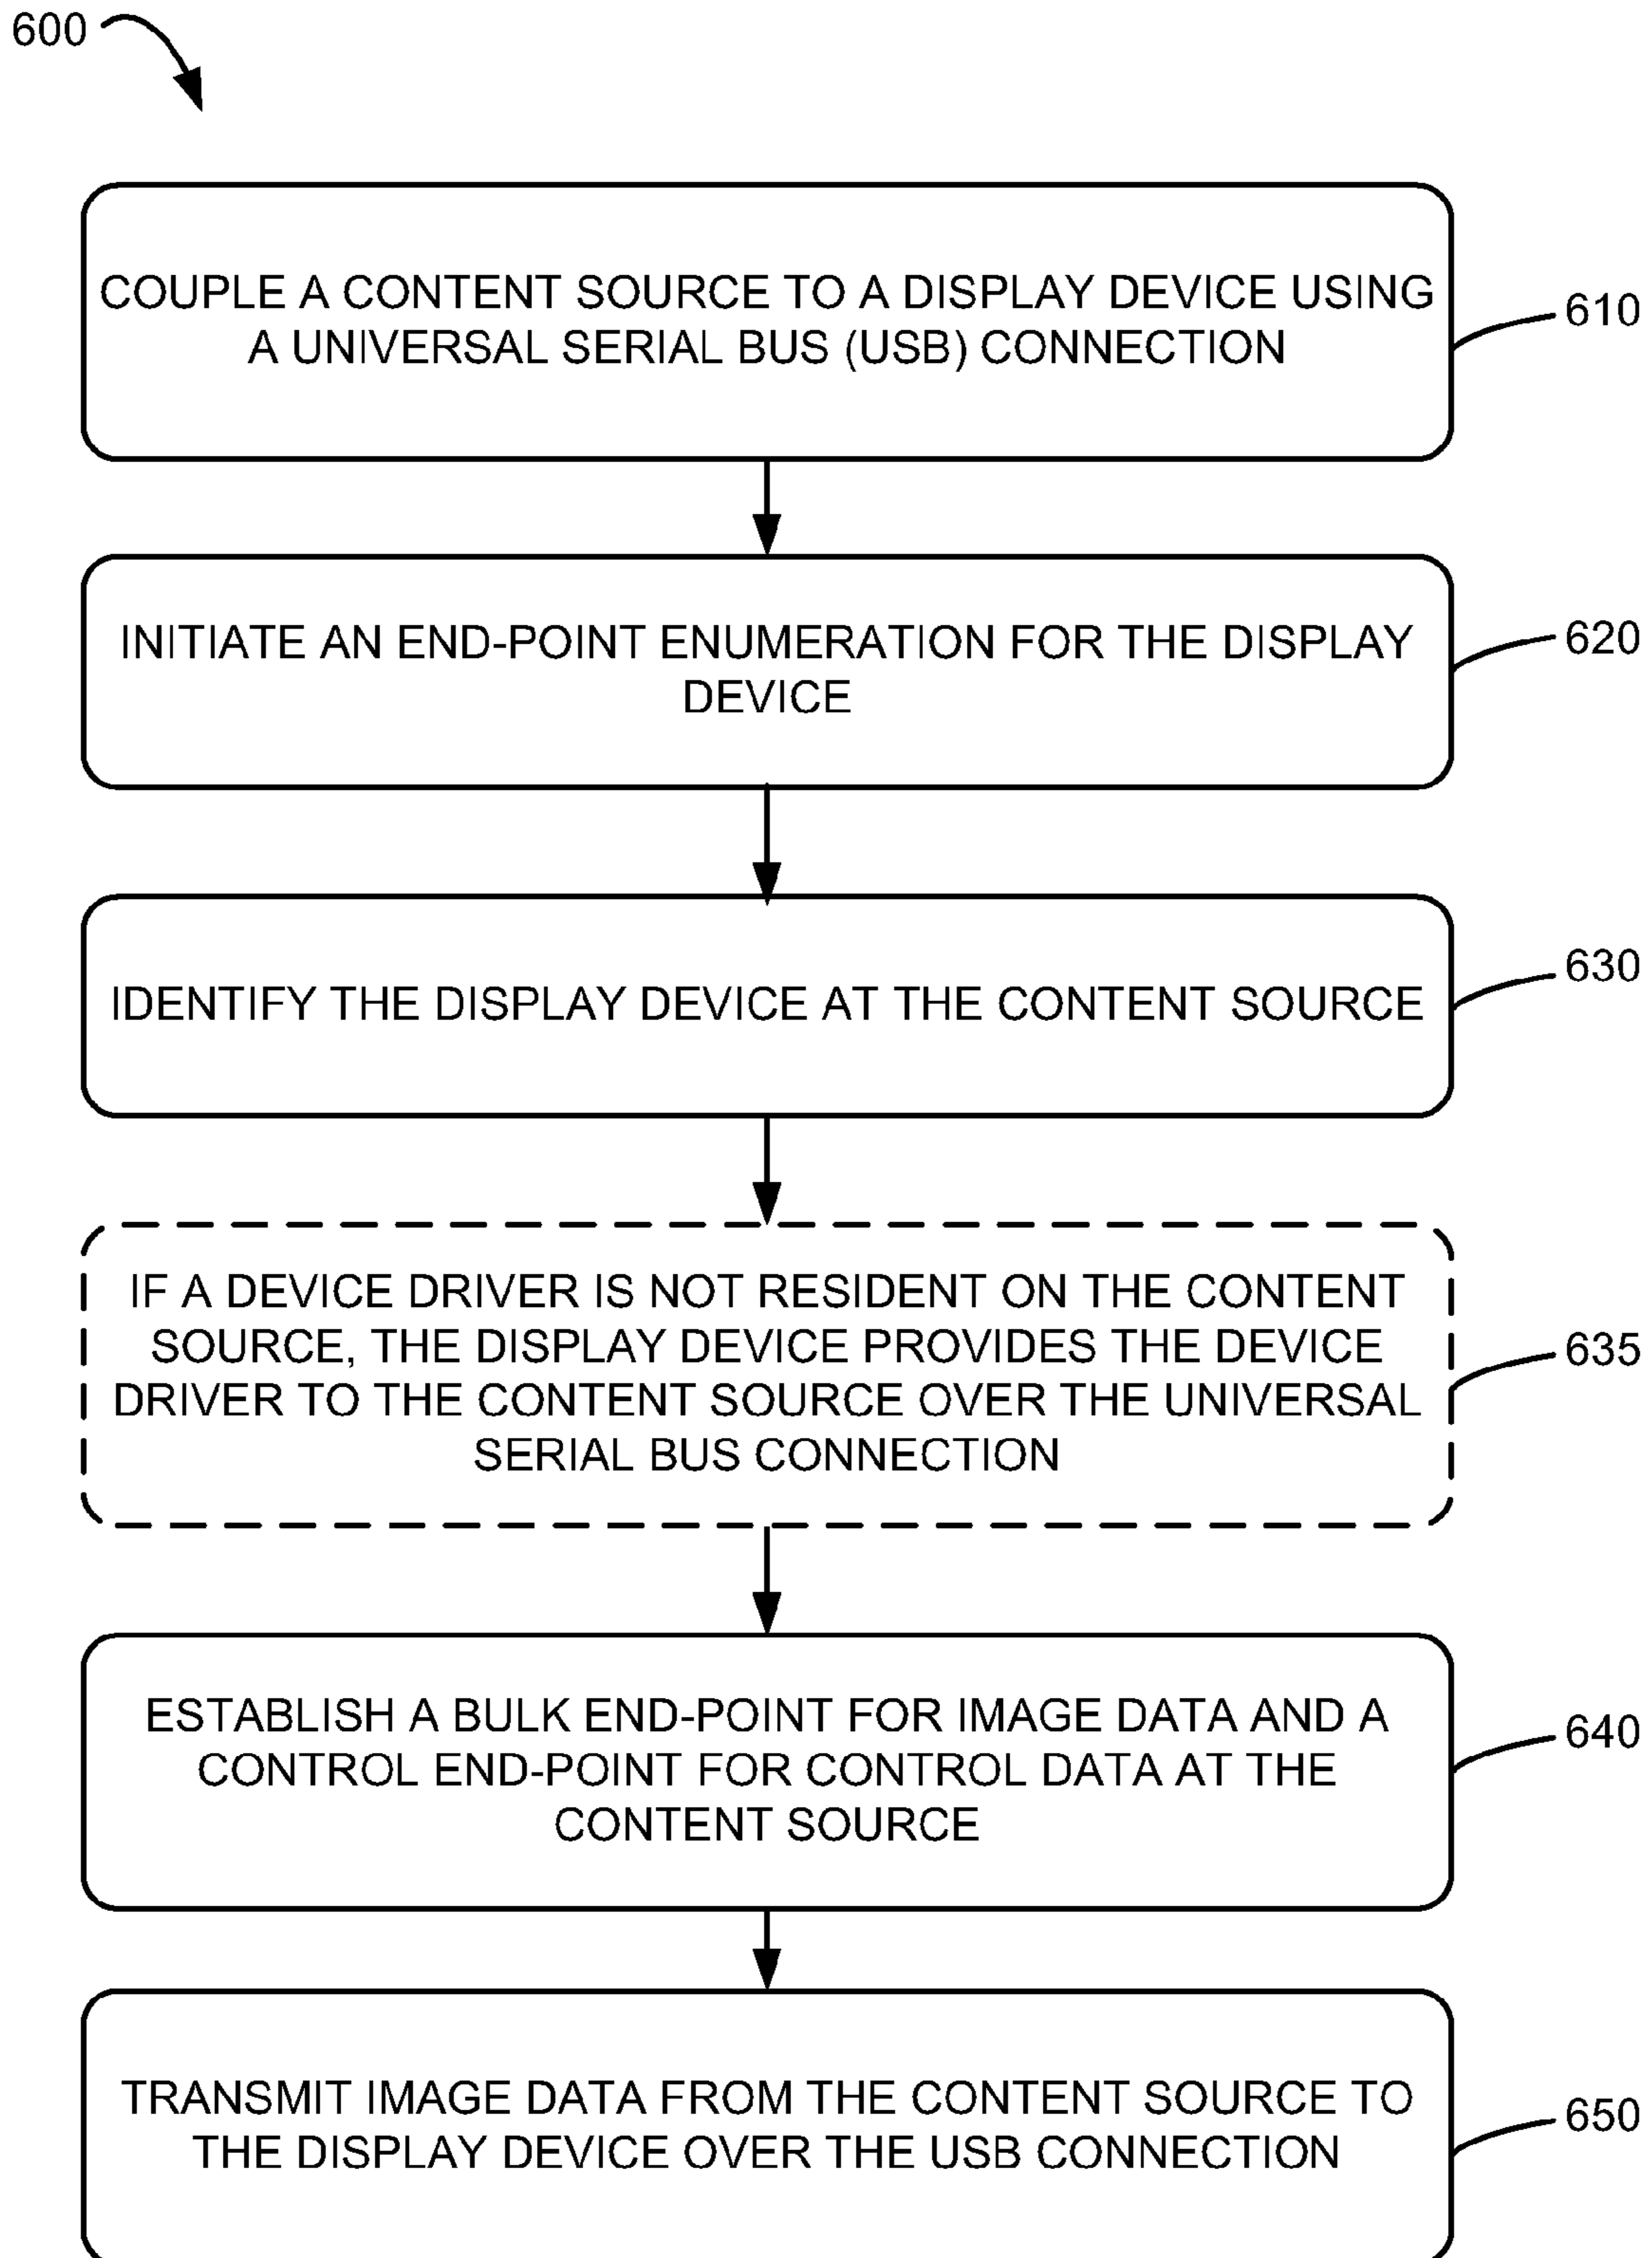 600
COUPLE A CONTENT SOURCE TO A DISPLAY DEVICE USING
A UNIVERSAL SERIAL BUS (USB) CONNECTION
610
INITIATE AN END-POINT ENUMERATION FOR THE DISPLAY
DEVICE
620
IDENTIFY THE DISPLAY DEVICE AT THE CONTENT SOURCE
630
IF A DEVICE DRIVER IS NOT RESIDENT ON THE CONTENT
SOURCE, THE DISPLAY DEVICE PROVIDES THE DEVICE
DRIVER TO THE CONTENT SOURCE OVER THE UNIVERSAL
SERIAL BUS CONNECTION
635
ESTABLISH A BULK END-POINT FOR IMAGE DATA AND A
CONTROL END-POINT FOR CONTROL DATA AT THE
CONTENT SOURCE
640
TRANSMIT IMAGE DATA FROM THE CONTENT SOURCE TO
THE DISPLAY DEVICE OVER THE USB CONNECTION
650